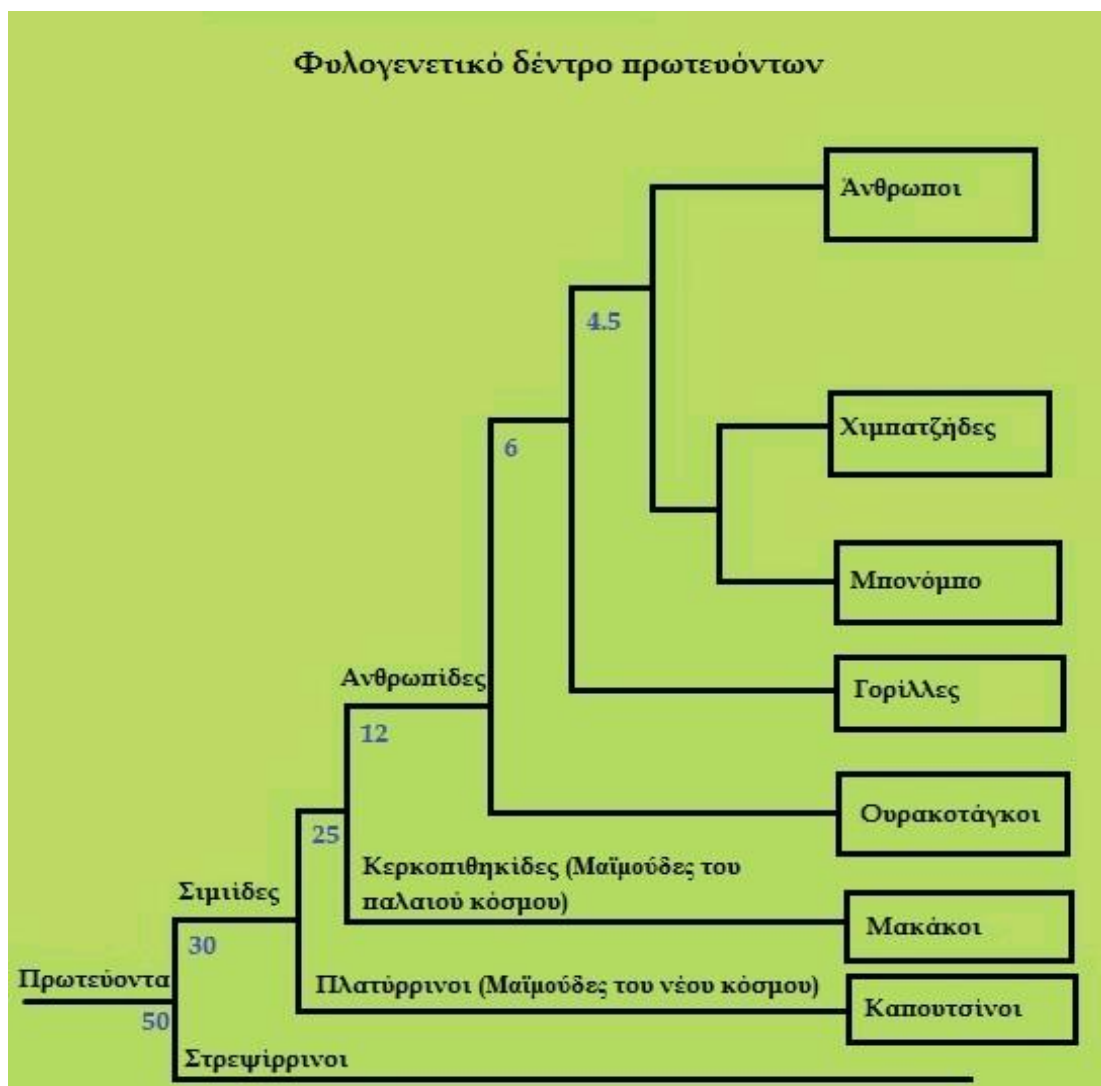 Φυλογενετικό δέντρο πρωτευόντων
Άνθρωποι
4.5
Χιμπατζήδες
6
Μπονόμπο
Ανθρωπίδες
Γορίλλες
12
Ουρακοτάγκοι
25
Κερκοπιθηκίδες (Μαϊμούδες του
παλαιού κόσμου)
Σιμιίδες
Μακάκοι
30
Πρωτεύοντα
Πλατύρρινοι (Μαϊμούδες του νέου κόσμου)
Καπουτσίνοι
50
Στρεψίρρινοι